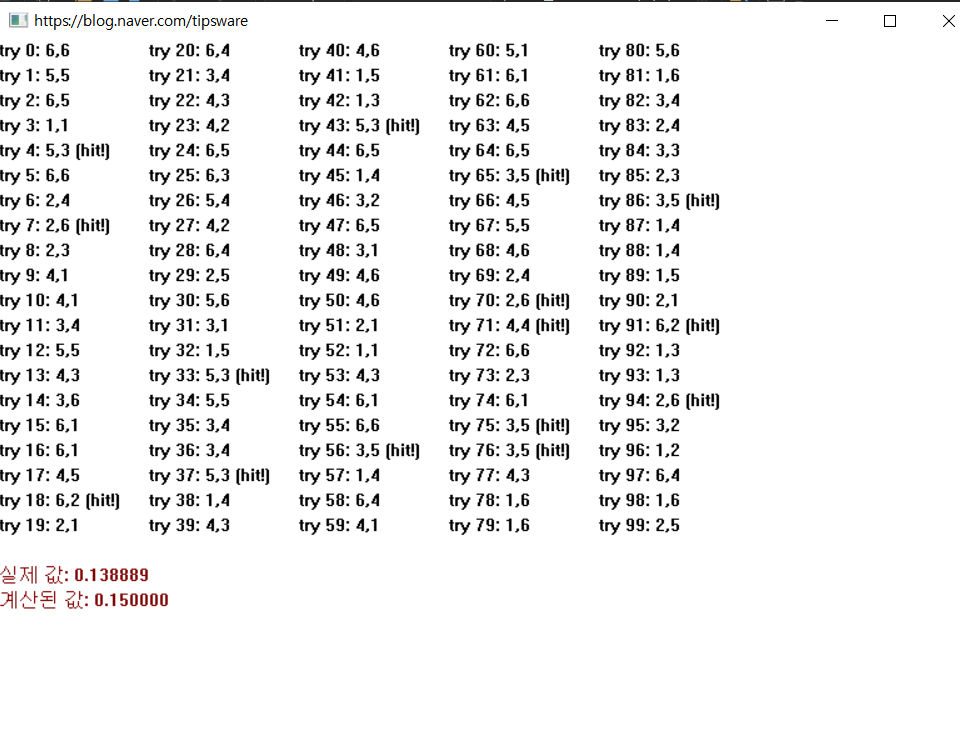 https://blog.naver.com/tipsware
try 0: 6,6 try 20: 6,4 try 40: 4,6 try 60: 5,1 try 80: 5,6
try 1: 5,5 try 21: 3,4 try 41: 1,5 try 61: 6,1 try 81: 1,6
try 2: 6,5 try 22: 4,3 try 42: 1,3 try 62: 6,6 try 82: 3,4
try 3: 1,1 try 23: 4,2 try 43: 5,3 (hit!) try 63: 4,5 try 83: 2,4
try 4: 5,3 (hit!) try 24: 6,5 try 44: 6,5 try 64: 6,5 try 84: 3,3
try 5: 6,6 try 25: 6,3 try 45: 1,4 try 65: 3,5 (hit!) try 85: 2,3
try 6: 2,4 try 26: 5,4 try 46: 3,2 try 66: 4,5 try 86: 3,5 (hit!)
try 7: 2,6 (hit!) try 27: 4,2 try 47: 6,5 try 67: 5,5 try 87: 1,4
try 8: 2,3 try 28: 6,4 try 48: 3,1 try 68: 4,6 try 88: 1,4
try 9: 4,1 try 29: 2,5 try 49: 4,6 try 69: 2,4 try 89: 1,5
try 10: 4,1 try 30: 5,6 try 50: 4,6 try 70: 2,6 (hit!) try 90: 2,1
try 11: 3,4 try 31: 3,1 try 51: 2,1 try 71: 4,4 (hit!) try 91: 6,2 (hit!)
try 12: 5,5 try 32: 1,5 try 52: 1,1 try 72: 6,6 try 92: 1,3
try 13: 4,3 try 33: 5,3 (hit!) try 53: 4,3 try 73: 2,3 try 93: 1,3
try 14: 3,6 try 34: 5,5 try 54: 6,1 try 74: 6,1 try 94: 2,6 (hit!)
try 15: 6,1 try 35: 3,4 try 55: 6,6 try 75: 3,5 (hit!) try 95: 3,2
try 16: 6,1 try 36: 3,4 try 56: 3,5 (hit!) try 76: 3,5 (hit!) try 96: 1,2
try 17: 4,5 try 37: 5,3 (hit!) try 57: 1,4 try 77: 4,3 try 97: 6,4
try 18: 6,2 (hit!) try 38: 1,4 try 58: 6,4 try 78: 1,6 try 98: 1,6
try 19: 2,1 try 39: 4,3 try 59: 4,1 try 79: 1,6 try 99: 2,5
실제 값: 0.138889
계산된 값: 0.150000